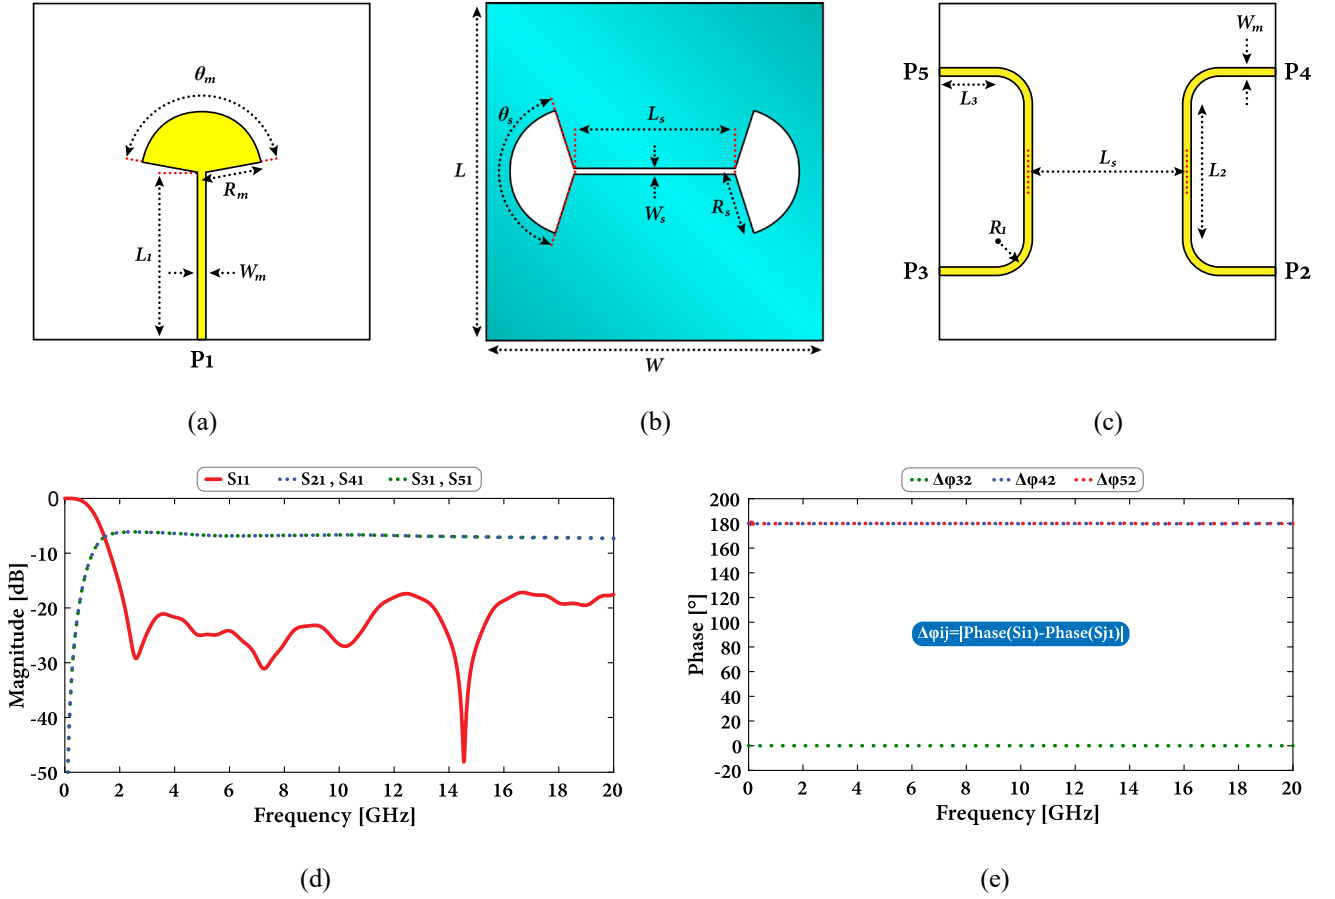 θm
Rm
L1
Wm
P1
(a)
θs
Ls
L
Ws
Rs
W
(b)
Wm
P5
P4
L3
Ls
L2
R1
P3
P2
(c)
S11 S21 , S41 S31 , S51
Magnitude [dB]
0
-10
-20
-30
-40
-50
0 2 4 6 8 10 12 14 16 18 20
Frequency [GHz]
(d)
Δφ32 Δφ42 Δφ52
Phase [°]
200
180
160
140
120
100
80
60
40
20
0
-20
Δφij=|Phase(Si1)-Phase(Sj1)|
0 2 4 6 8 10 12 14 16 18 20
Frequency [GHz]
(e)